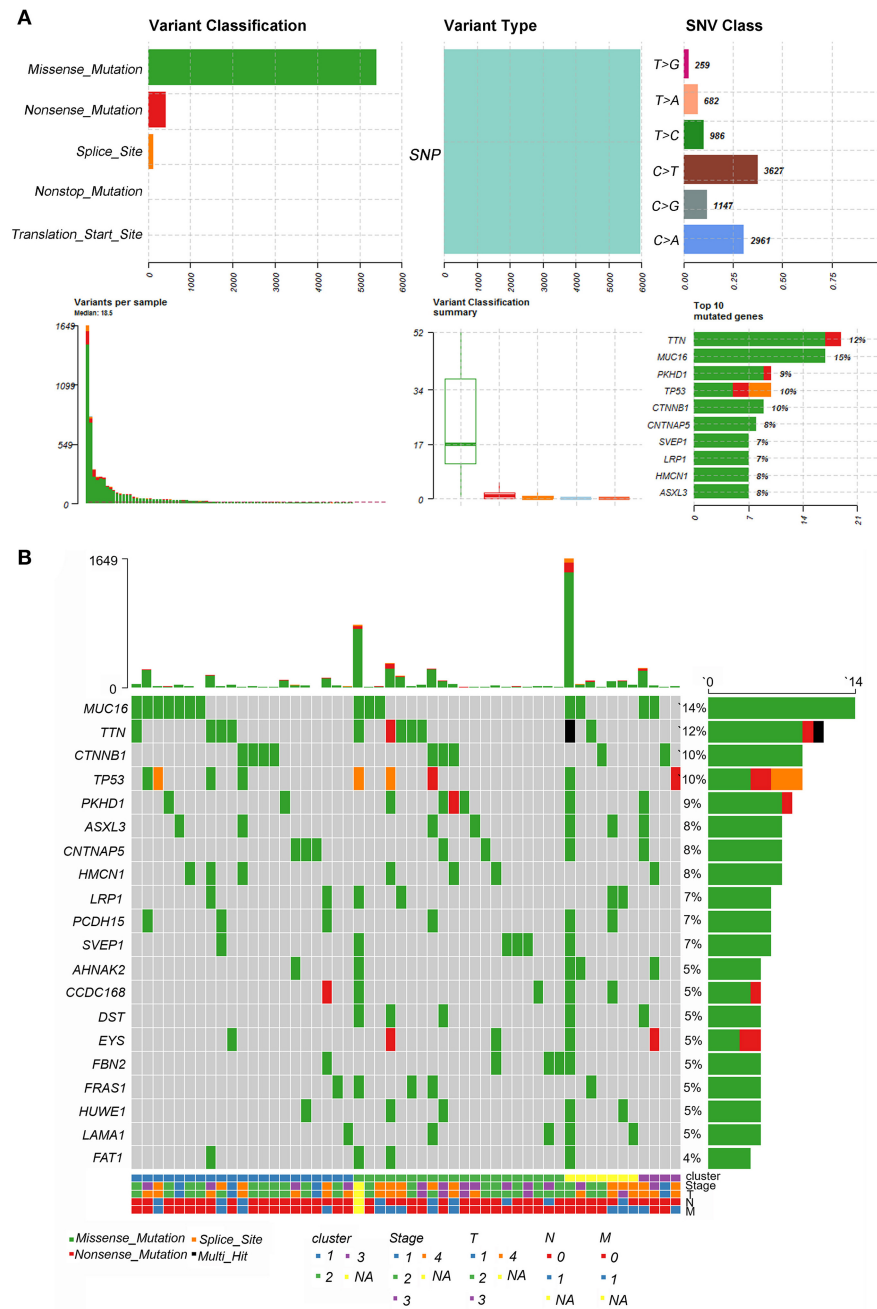 A
Variant Classification
Missense_Mutation
Nonsense_Mutation
Splice_Site
Nonstop_Mutation
Translation_Start_Site
0
1000
2000
3000
4000
5000
6000
Variant Type
SNP
0
1000
2000
3000
4000
5000
6000
SNV Class
T>G 259
T>A 682
T>C 986
C>T 3627
C>G 1147
C>A 2961
0.00
0.25
0.50
0.75
Variants per sample
Median: 18.5
1649
1099
549
0
Variant Classification
summary
52
34
17
0
Top 10
mutated genes
TTN 12%
MUC16 15%
PKHD1 9%
TP53 10%
CTNNB1 10%
CNTNAP5 8%
SVEP1 7%
LRP1 7%
HMCN1 8%
ASXL3 8%
0
7
14
21
B
1649
0
`0 `14
MUC16 14%
TTN 12%
CTNNB1 10%
TP53 10%
PKHD1 9%
ASXL3 8%
CNTNAP5 8%
HMCN1 8%
LRP1 7%
PCDH15 7%
SVEP1 7%
AHNAK2 5%
CCDC168 5%
DST 5%
EYS 5%
FBN2 5%
FRAS1 5%
HUWE1 5%
LAMA1 5%
FAT1 4%
cluster
Stage
T
N
M
Missense_Mutation Splice_Site
Nonsense_Mutation Multi_Hit
cluster Stage T N M
1 3 1 4 1 4 0 0
2 NA 2 NA 2 NA 1 1
3 3 NA NA